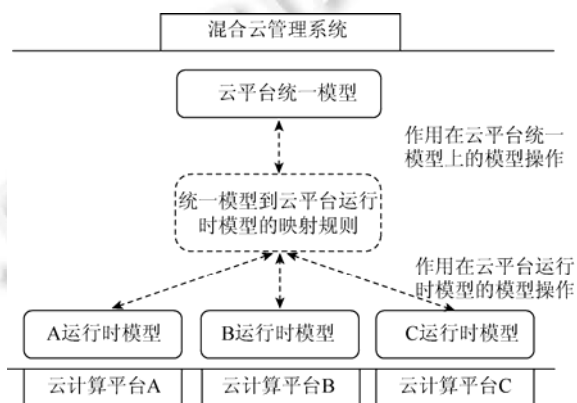 混合云管理系统
云平台统一模型
作用在云平台统一
模型上的模型操作
统一模型到云平台运行
时模型的映射规则
作用在云平台运行
时模型的模型操作
A运行时模型
B运行时模型
C运行时模型
云计算平台A
云计算平台B
云计算平台C